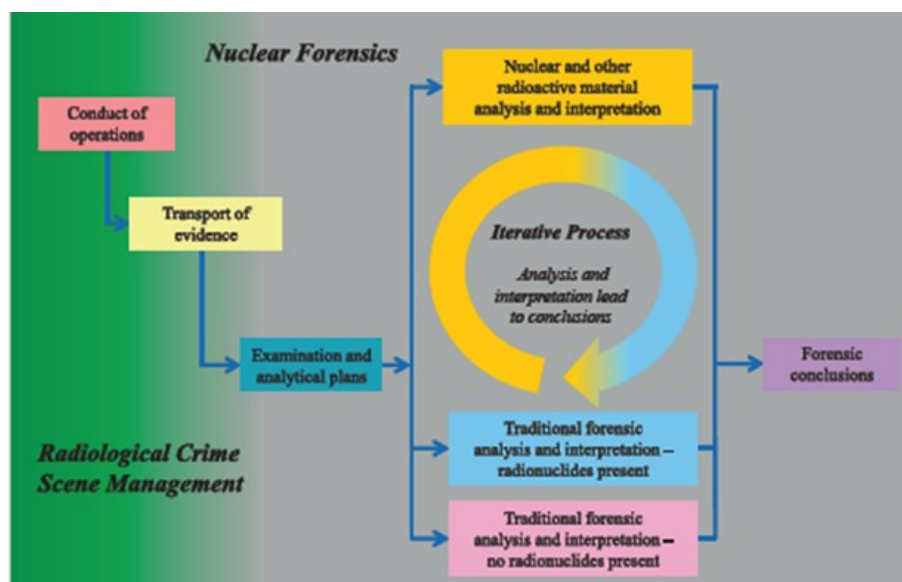 Nuclear Forensics
Conduct of
operations
Transport of
evidence
Examination and
analytical plans
Radiological Crime
Scene Management
Nuclear and other
radioactive material
analysis and interpretation
Iterative Process
Analysis and
interpretation lead
to conclusions
Traditional forensic
analysis and interpretation –
radionuclides present
Traditional forensic
analysis and interpretation –
no radionuclides present
Forensic
conclusions